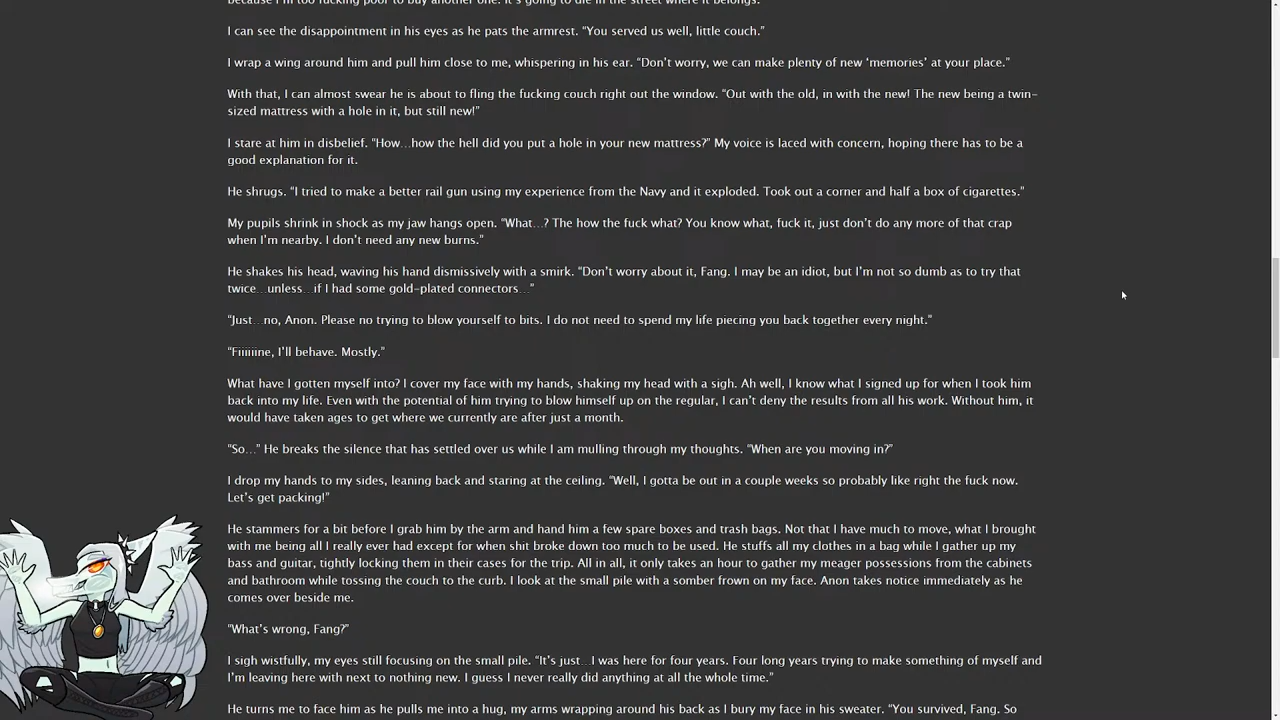 because I'm too fucking poor to buy another one. It's going to die in the street where it belongs.
I can see the disappointment in his eyes as he pats the armrest. “You served us well, little couch.”
I wrap a wing around him and pull him close to me, whispering in his ear. “Don’t worry, we can make plenty of new ‘memories’ at your place.”
With that, I can almost swear he is about to fling the fucking couch right out the window. “Out with the old, in with the new! The new being a twin-
sized mattress with a hole in it, but still new!”
I stare at him in disbelief. “How…how the hell did you put a hole in your new mattress?” My voice is laced with concern, hoping there has to be a
good explanation for it.
He shrugs. “I tried to make a better rail gun using my experience from the Navy and it exploded. Took out a corner and half a box of cigarettes.”
My pupils shrink in shock as my jaw hangs open. “What…? The how the fuck what? You know what, fuck it, just don’t do any more of that crap
when I’m nearby. I don’t need any new burns.”
He shakes his head, waving his hand dismissively with a smirk. “Don’t worry about it, Fang. I may be an idiot, but I’m not so dumb as to try that
twice…unless…if I had some gold-plated connectors…”
“Just…no, Anon. Please no trying to blow yourself to bits. I do not need to spend my life piecing you back together every night.”
“Fiiiiiine, I’ll behave. Mostly.”
What have I gotten myself into? I cover my face with my hands, shaking my head with a sigh. Ah well, I know what I signed up for when I took him
back into my life. Even with the potential of him trying to blow himself up on the regular, I can’t deny the results from all his work. Without him, it
would have taken ages to get where we currently are after just a month.
“So…” He breaks the silence that has settled over us while I am mulling through my thoughts. “When are you moving in?”
I drop my hands to my sides, leaning back and staring at the ceiling. “Well, I gotta be out in a couple weeks so probably like right the fuck now.
Let’s get packing!”
He stammers for a bit before I grab him by the arm and hand him a few spare boxes and trash bags. Not that I have much to move, what I brought
with me being all I really ever had except for when shit broke down too much to be used. He stuffs all my clothes in a bag while I gather up my
bass and guitar, tightly locking them in their cases for the trip. All in all, it only takes an hour to gather my meager possessions from the cabinets
and bathroom while tossing the couch to the curb. I look at the small pile with a somber frown on my face. Anon takes notice immediately as he
comes over beside me.
“What’s wrong, Fang?”
I sigh wistfully, my eyes still focusing on the small pile. “It’s just…I was here for four years. Four long years trying to make something of myself and
I’m leaving here with next to nothing new. I guess I never really did anything at all the whole time.”
He turns me to face him as he pulls me into a hug, my arms wrapping around his back as I bury my face in his sweater. “You survived, Fang. So